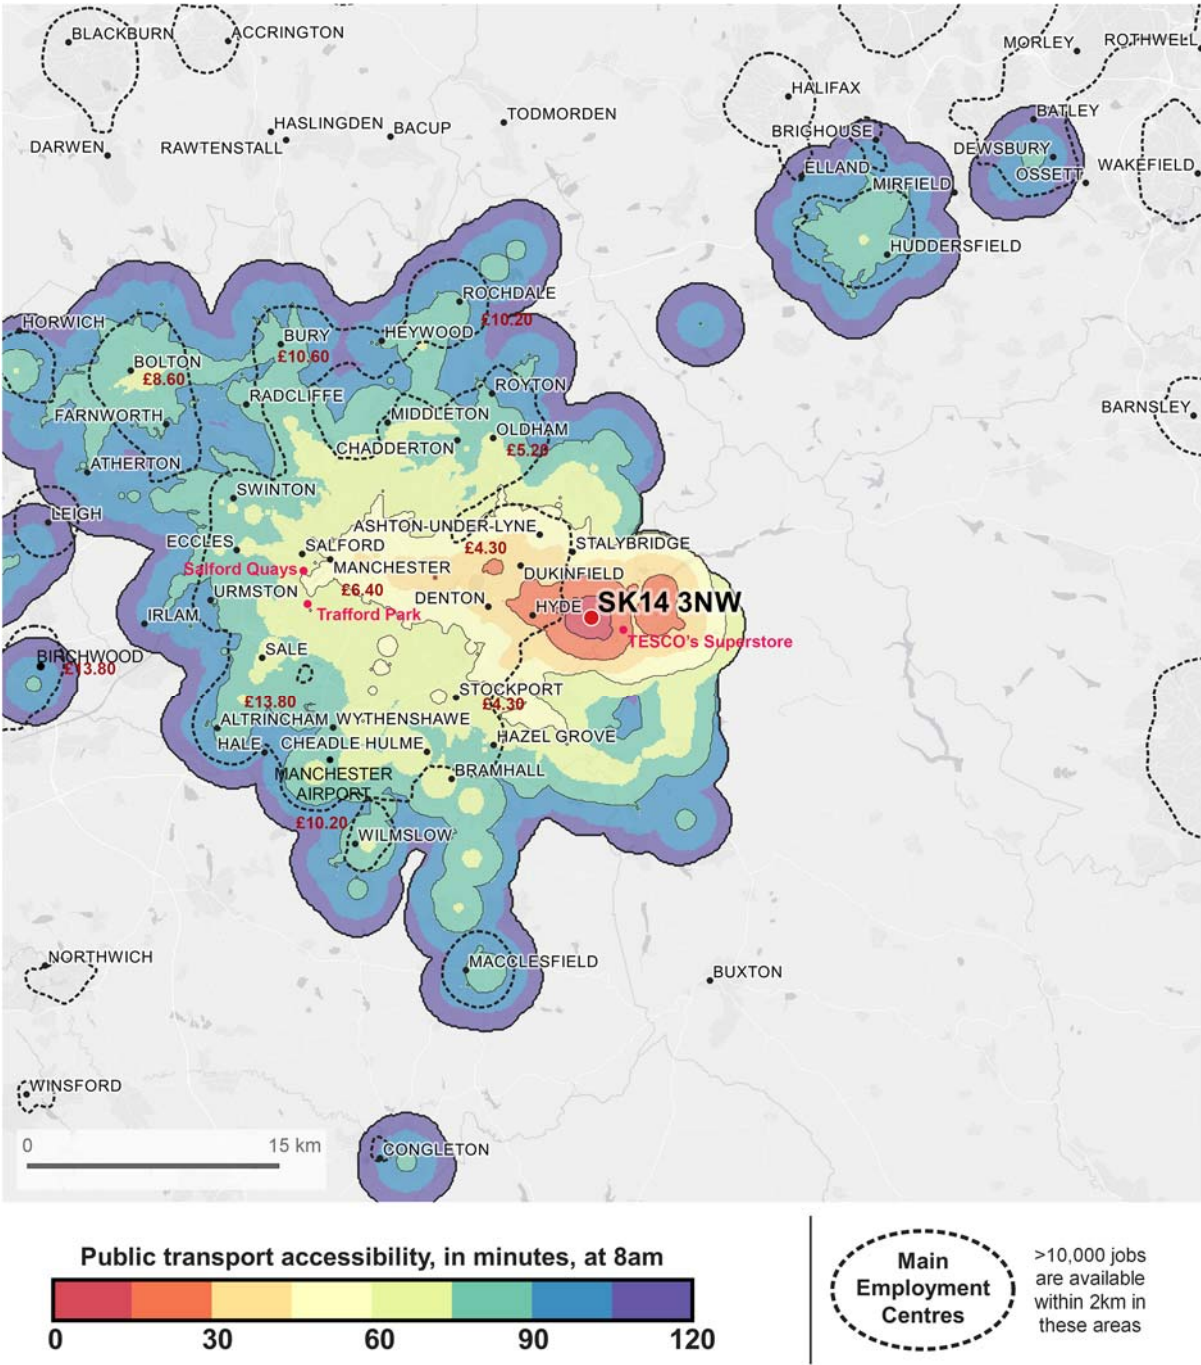 BLACKBURN
ACCRINGTON
MORLEY
ROTHWELL
HALIFAX
TODMORDEN
BATLEY
HASLINGDEN
BACUP
BRIGHOUSE
DARWEN
RAWTENSTALL
DEWSBURY
WAKEFIELD
ELLAND
OSSETT
MIRFIELD
HUDDERSFIELD
ROCHDALE
£10.20
HORWICH
BURY
HEYWOOD
£10.60
BOLTON
£8.60
ROYTON
RADCLIFFE
BARNSLEY
FARNWORTH
MIDDLETON
OLDHAM
CHADDERTON
£5.20
ATHERTON
SWINTON
LEIGH
ASHTON-UNDER-LYNE
ECCLES
SALFORD
£4.30
STALYBRIDGE
Salford Quays
MANCHESTER
DUKINFIELD
URMSTON
£6.40
DENTON
HYDE
SK14 3NW
IRLAM
Trafford Park
TESCO's Superstore
BIRCHWOOD
£13.80
SALE
STOCKPORT
£13.80
£4.30
ALTRINCHAM
WYTHENSHAWE
HALE
CHEADLE HULME
HAZEL GROVE
MANCHESTER
AIRPORT
BRAMHALL
£10.20
WILMSLOW
NORTHWICH
MACCLESFIELD
BUXTON
WINSFORD
0
15 km
CONGLETON
Public transport accessibility, in minutes, at 8am
0
30
60
90
120
Main
Employment
Centres
>10,000 jobs
are available
within 2km in
these areas